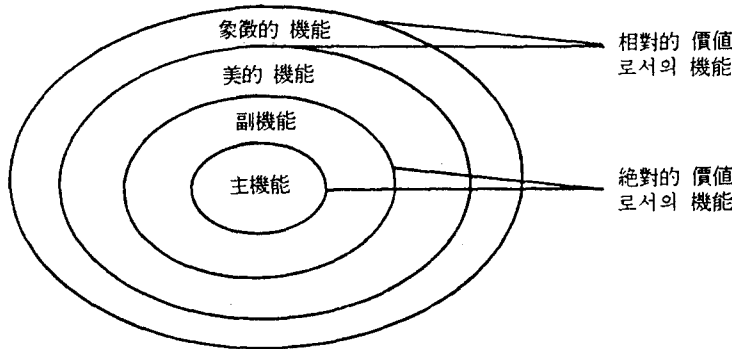 象徵的 機能
相對的 價値
로서의 機能
美的 機能
副機能
主機能
絶對的 價値
로서의 機能